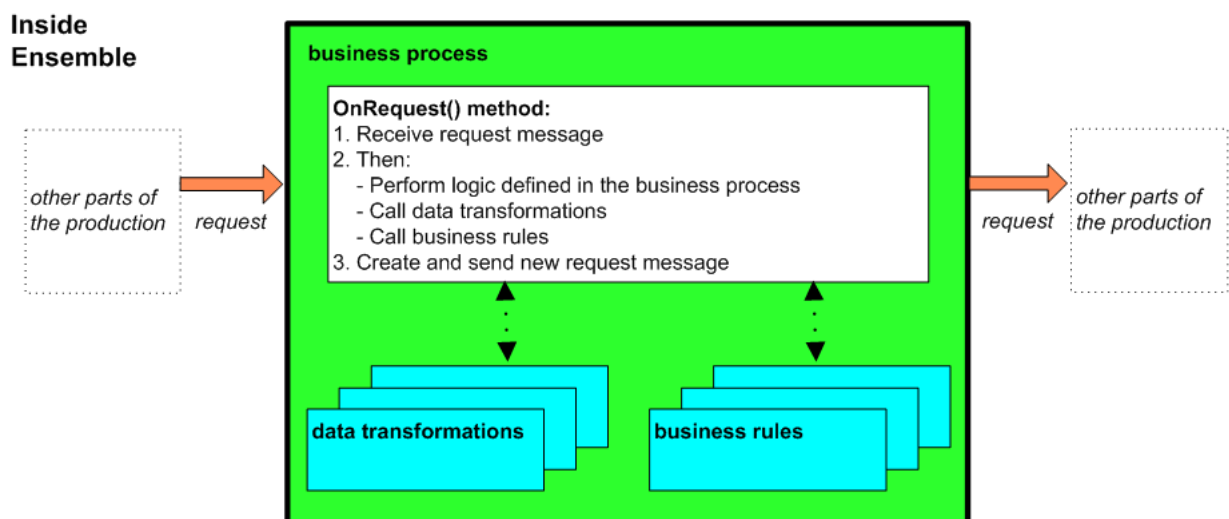 Inside
Ensemble
business process
OnRequest() method:
1. Receive request message
2. Then:
- Perform logic defined in the business process
- Call data transformations
- Call business rules
3. Create and send new request message
other parts of
the production
request
request
other parts of
the production
data transformations
business rules